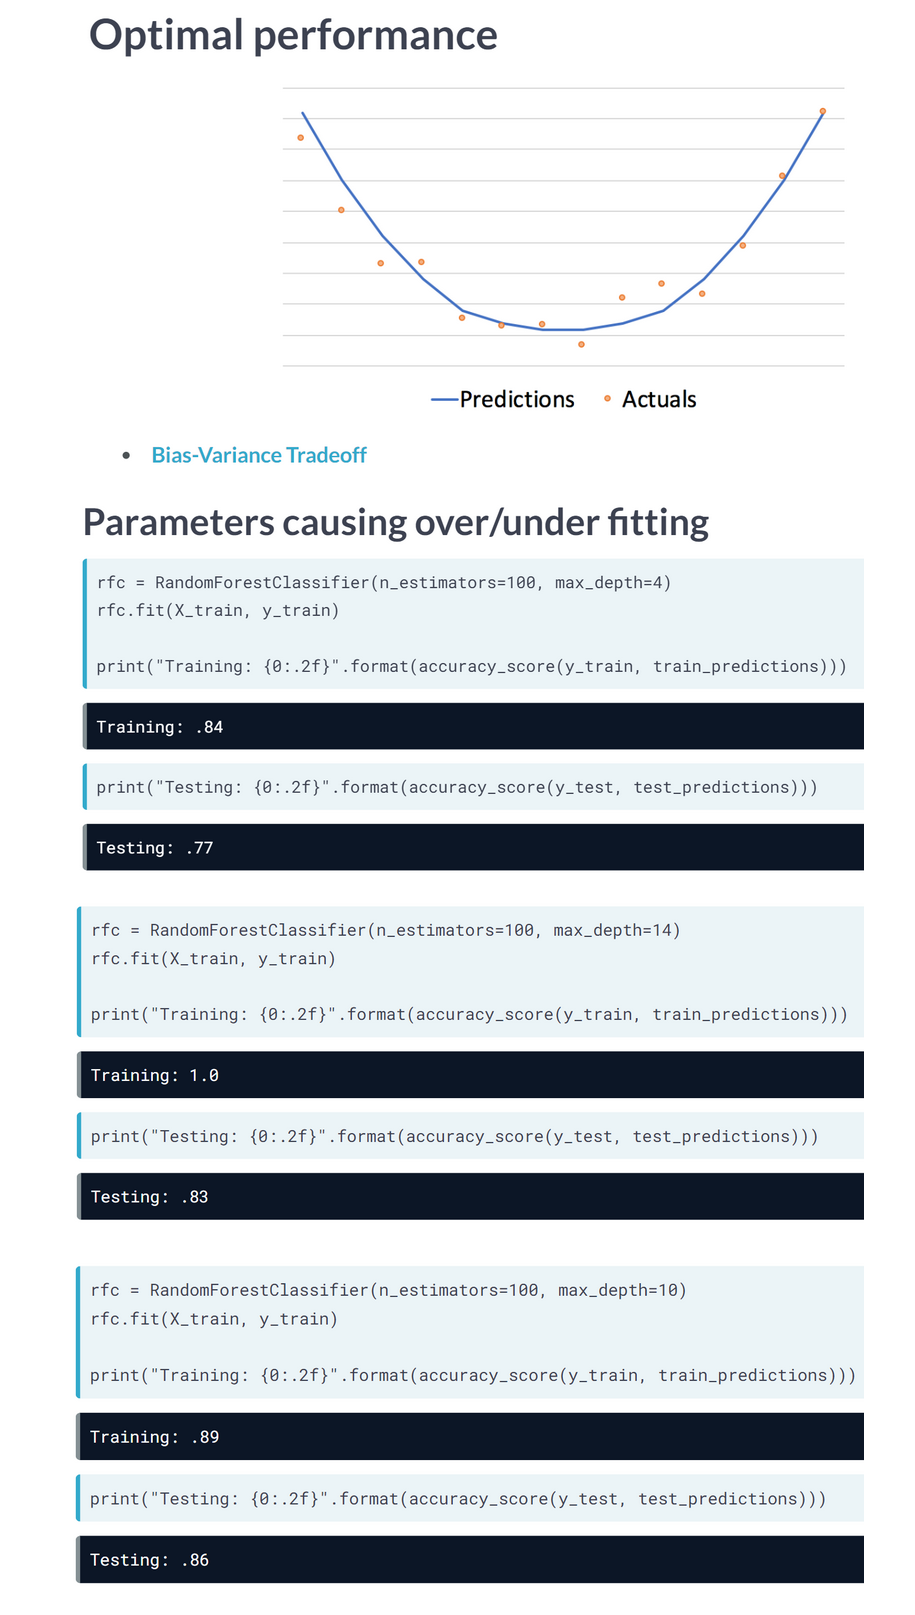 Optimal performance
Predictions Actuals
• Bias-Variance Tradeoff
Parameters causing over/under fitting
rfc = RandomForestClassifier(n_estimators=100, max_depth=4)
rfc.fit(X_train, y_train)
print("Training: {0:.2f}".format(accuracy_score(y_train, train_predictions)))
Training: .84
print("Testing: {0:.2f}".format(accuracy_score(y_test, test_predictions)))
Testing: .77
rfc = RandomForestClassifier(n_estimators=100, max_depth=14)
rfc.fit(X_train, y_train)
print("Training: {0:.2f}".format(accuracy_score(y_train, train_predictions)))
Training: 1.0
print("Testing: {0:.2f}".format(accuracy_score(y_test, test_predictions)))
Testing: .83
rfc = RandomForestClassifier(n_estimators=100, max_depth=10)
rfc.fit(X_train, y_train)
print("Training: {0:.2f}".format(accuracy_score(y_train, train_predictions)))
Training: .89
print("Testing: {0:.2f}".format(accuracy_score(y_test, test_predictions)))
Testing: .86